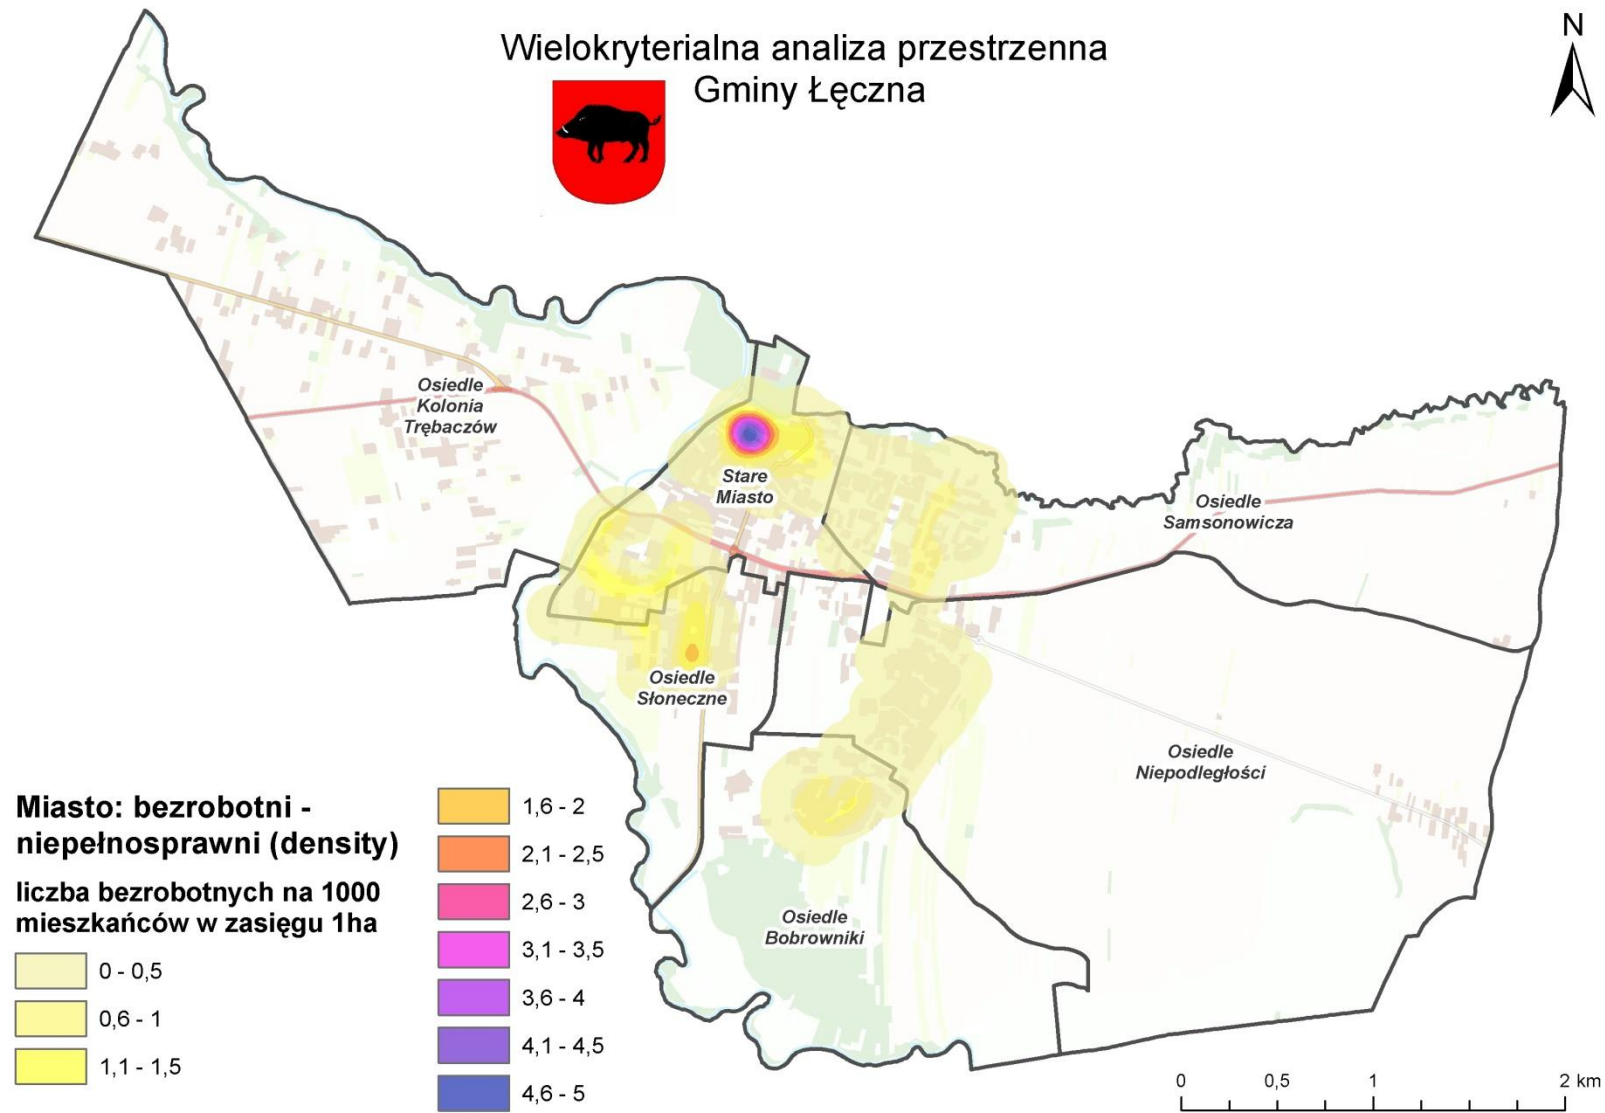 Wielokryterialna analiza przestrzenna
Gminy Łęczna
N
Osiedle
Kolonia
Trębaczów
Stare
Miasto
Osiedle
Samsonowicza
Osiedle
Słoneczne
Osiedle
Niepodległości
Osiedle
Bobrowniki
Miasto: bezrobotni -
niepełnosprawni (density)
liczba bezrobotnych na 1000
mieszkańców w zasięgu 1ha
0 - 0,5
0,6 - 1
1,1 - 1,5
1,6 - 2
2,1 - 2,5
2,6 - 3
3,1 - 3,5
3,6 - 4
4,1 - 4,5
4,6 - 5
0 0,5 1 2 km